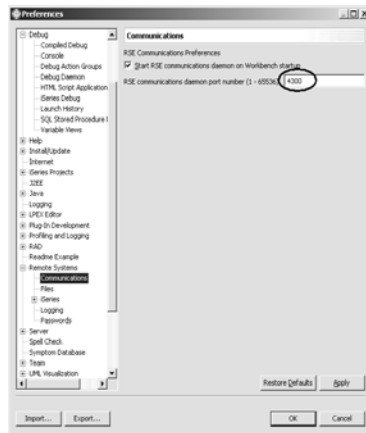 Preferences
Debug
Compiled Debug
Console
Debug Action Groups
Debug Daemon
HTML Script Application
iSeries Debug
Launch History
SQL Stored Procedure
Variable Views
Help
Install/Update
Internet
iSeries Projects
J2EE
Java
Logging
LPEX Editor
Plug-In Development
Profiling and Logging
RAD
Readme Example
Remote Systems
Communications
Files
iSeries
Logging
Passwords
Server
Spell Check
Symptom Database
Team
UML Visualization
Communications
RSE Communications Preferences
Start RSE communications daemon on Workbench startup
RSE communications daemon port number (1 - 65536) 4300
Restore Defaults Apply
Import... Export... OK Cancel